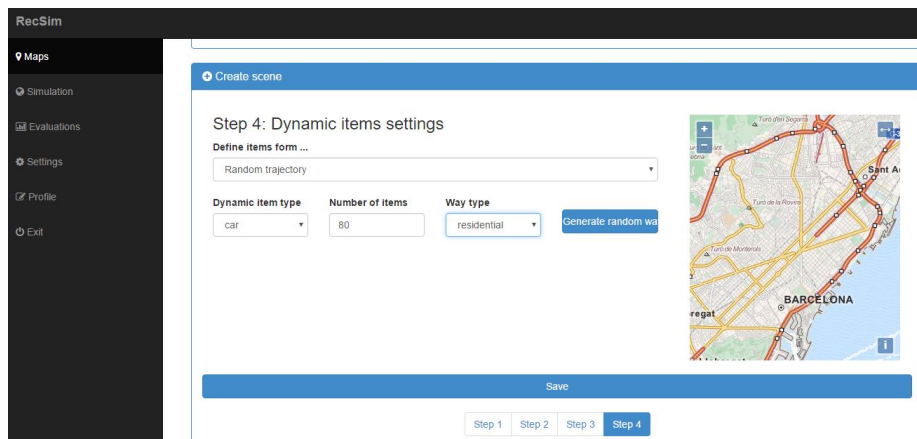 RecSim
Maps
Simulation
Evaluations
Settings
Profile
Exit
Create scene
Step 4: Dynamic items settings
Define items form ...
Random trajectory
Dynamic item type
Number of items
Way type
car
80
residential
Generate random wa
+
−
Turó d'en Segarra
Sant A
Turó de la Rovira
Turó de Monterols
BARCELONA
regat
i
Save
Step 1
Step 2
Step 3
Step 4